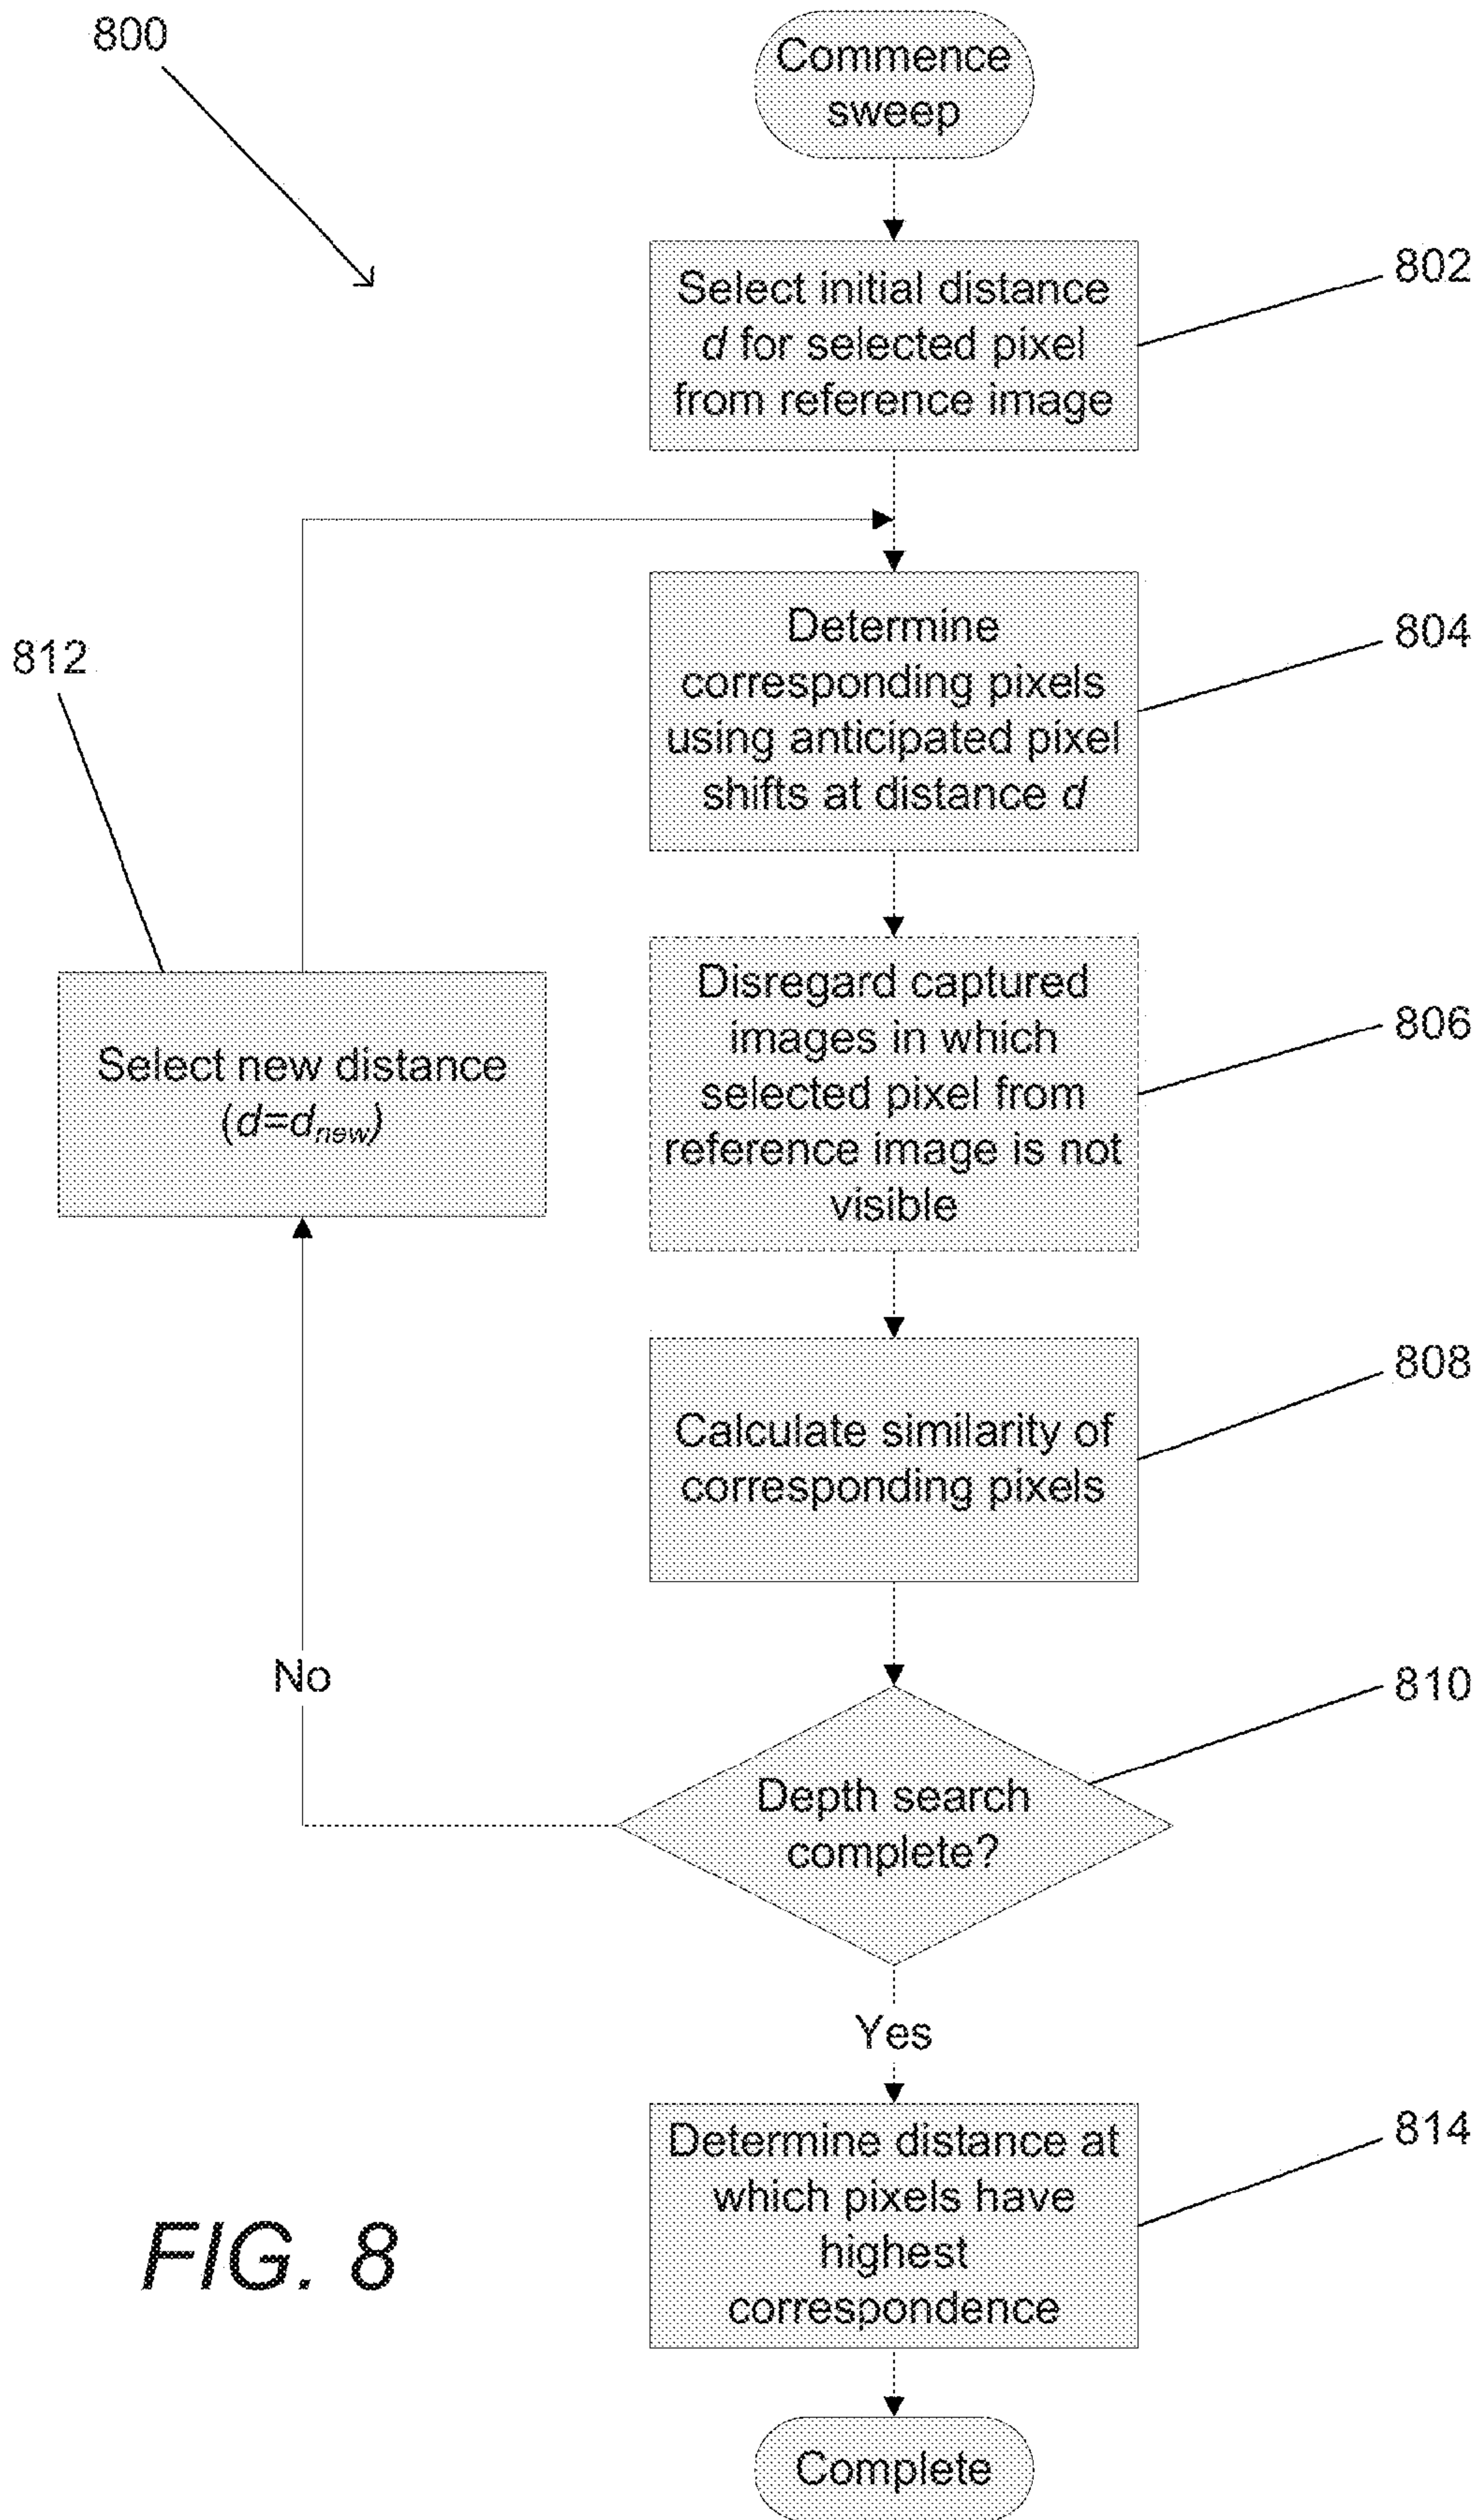 800
Commence
sweep
Select initial distance
d for selected pixel
from reference image
802
Determine
corresponding pixels
using anticipated pixel
shifts at distance d
804
812
Select new distance
(d=dnew)
Disregard captured
images in which
selected pixel from
reference image is not
visible
806
Calculate similarity of
corresponding pixels
808
No
Depth search
complete?
810
Yes
Determine distance at
which pixels have
highest
correspondence
814
FIG. 8
Complete